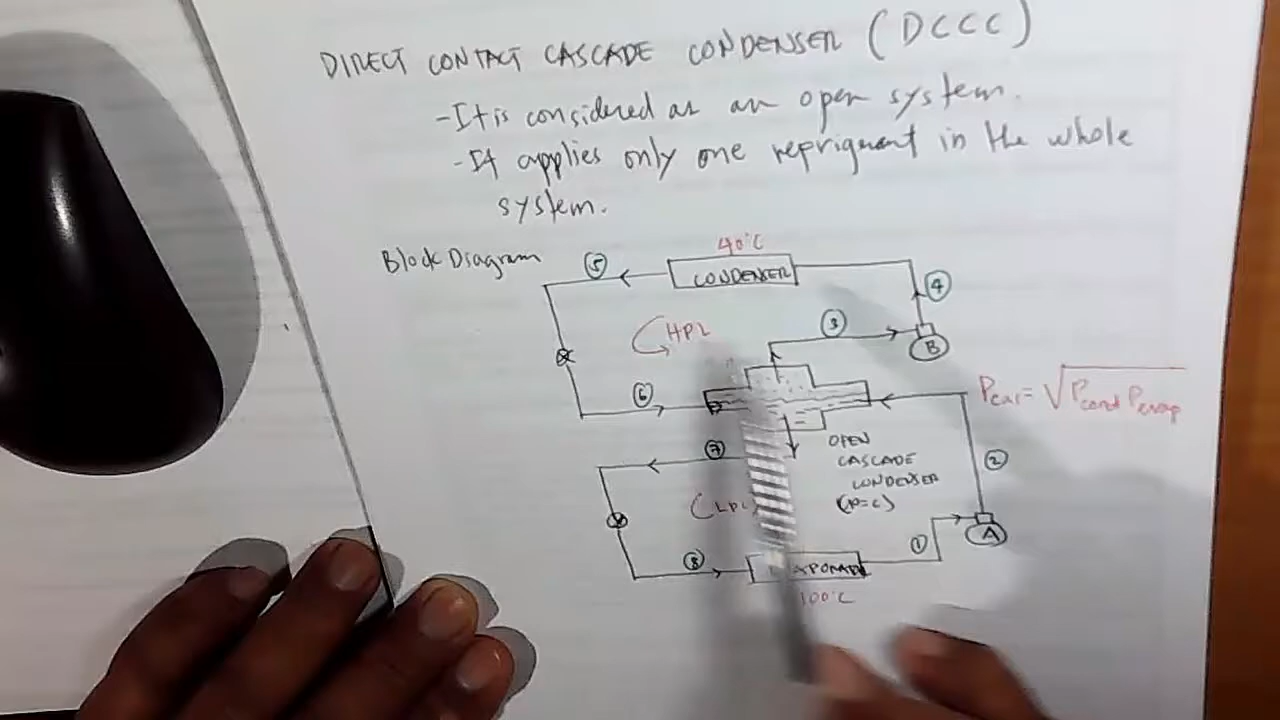 DIRECT CONTACT CASCADE CONDENSER (DCCC)
- It is considered as an open system.
- It applies only one repriguent in the whole
system.
Block Diagram
40°C
CONDENSER
5
4
HPL
3
B
6
Pcas = √Pcond Pevap
7
OPEN
CASCADE
CONDENSER
(P=C)
2
1
A
8
100°C